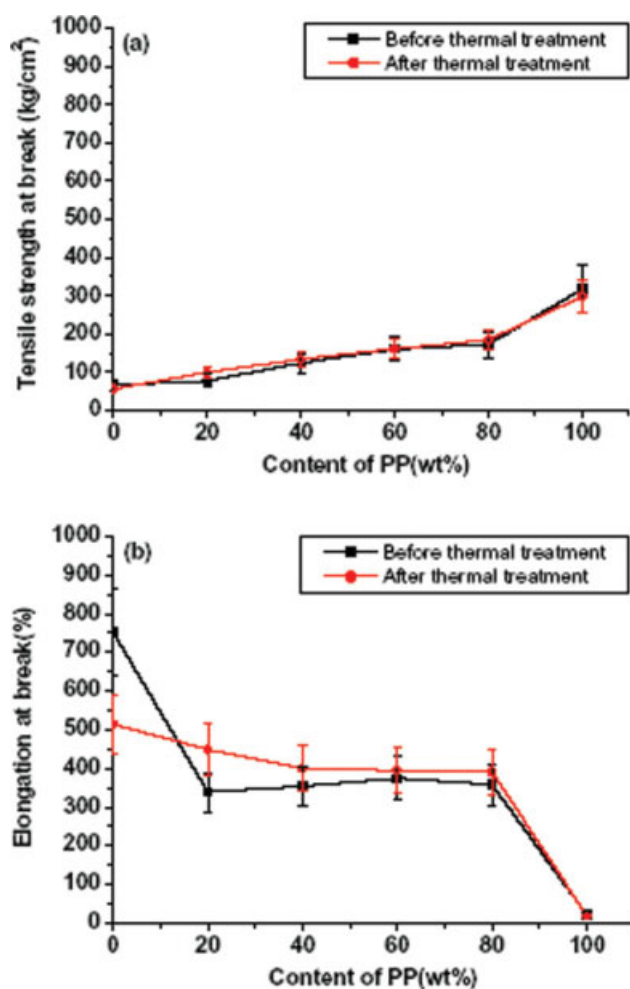 (a)
Before thermal treatment
After thermal treatment
Tensile strength at break (kg/cm²)
1000
900
800
700
600
500
400
300
200
100
0
0 20 40 60 80 100
Content of PP(wt%)
(b)
Before thermal treatment
After thermal treatment
Elongation at break(%)
1000
900
800
700
600
500
400
300
200
100
0
0 20 40 60 80 100
Content of PP(wt%)